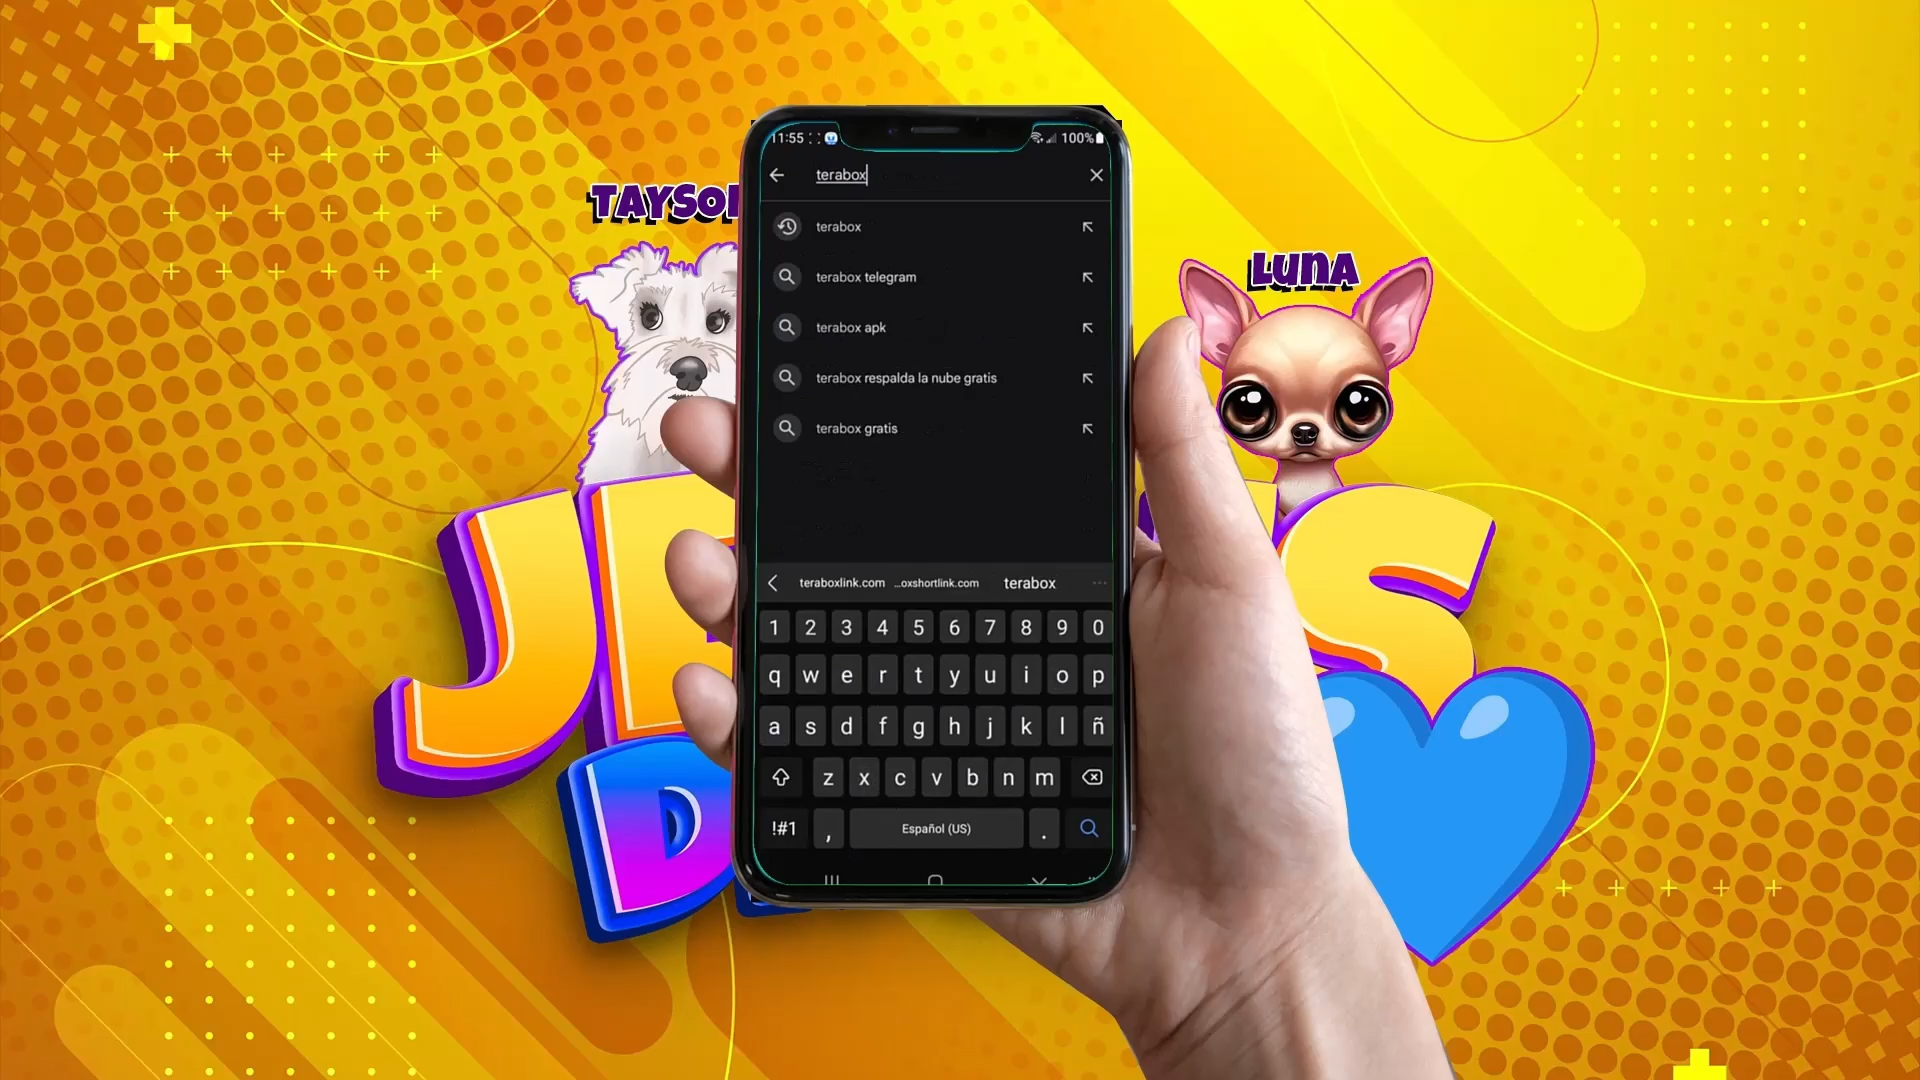 11:55
100%
terabox
terabox
terabox telegram
terabox apk
terabox respalda la nube gratis
terabox gratis
teraboxlink.com ...oxshortlink.com terabox
1 2 3 4 5 6 7 8 9 0
q w e r t y u i o p
a s d f g h j k l ñ
z x c v b n m
!#1 , Español (US) .
TAYSO
LUNA
JE S
D